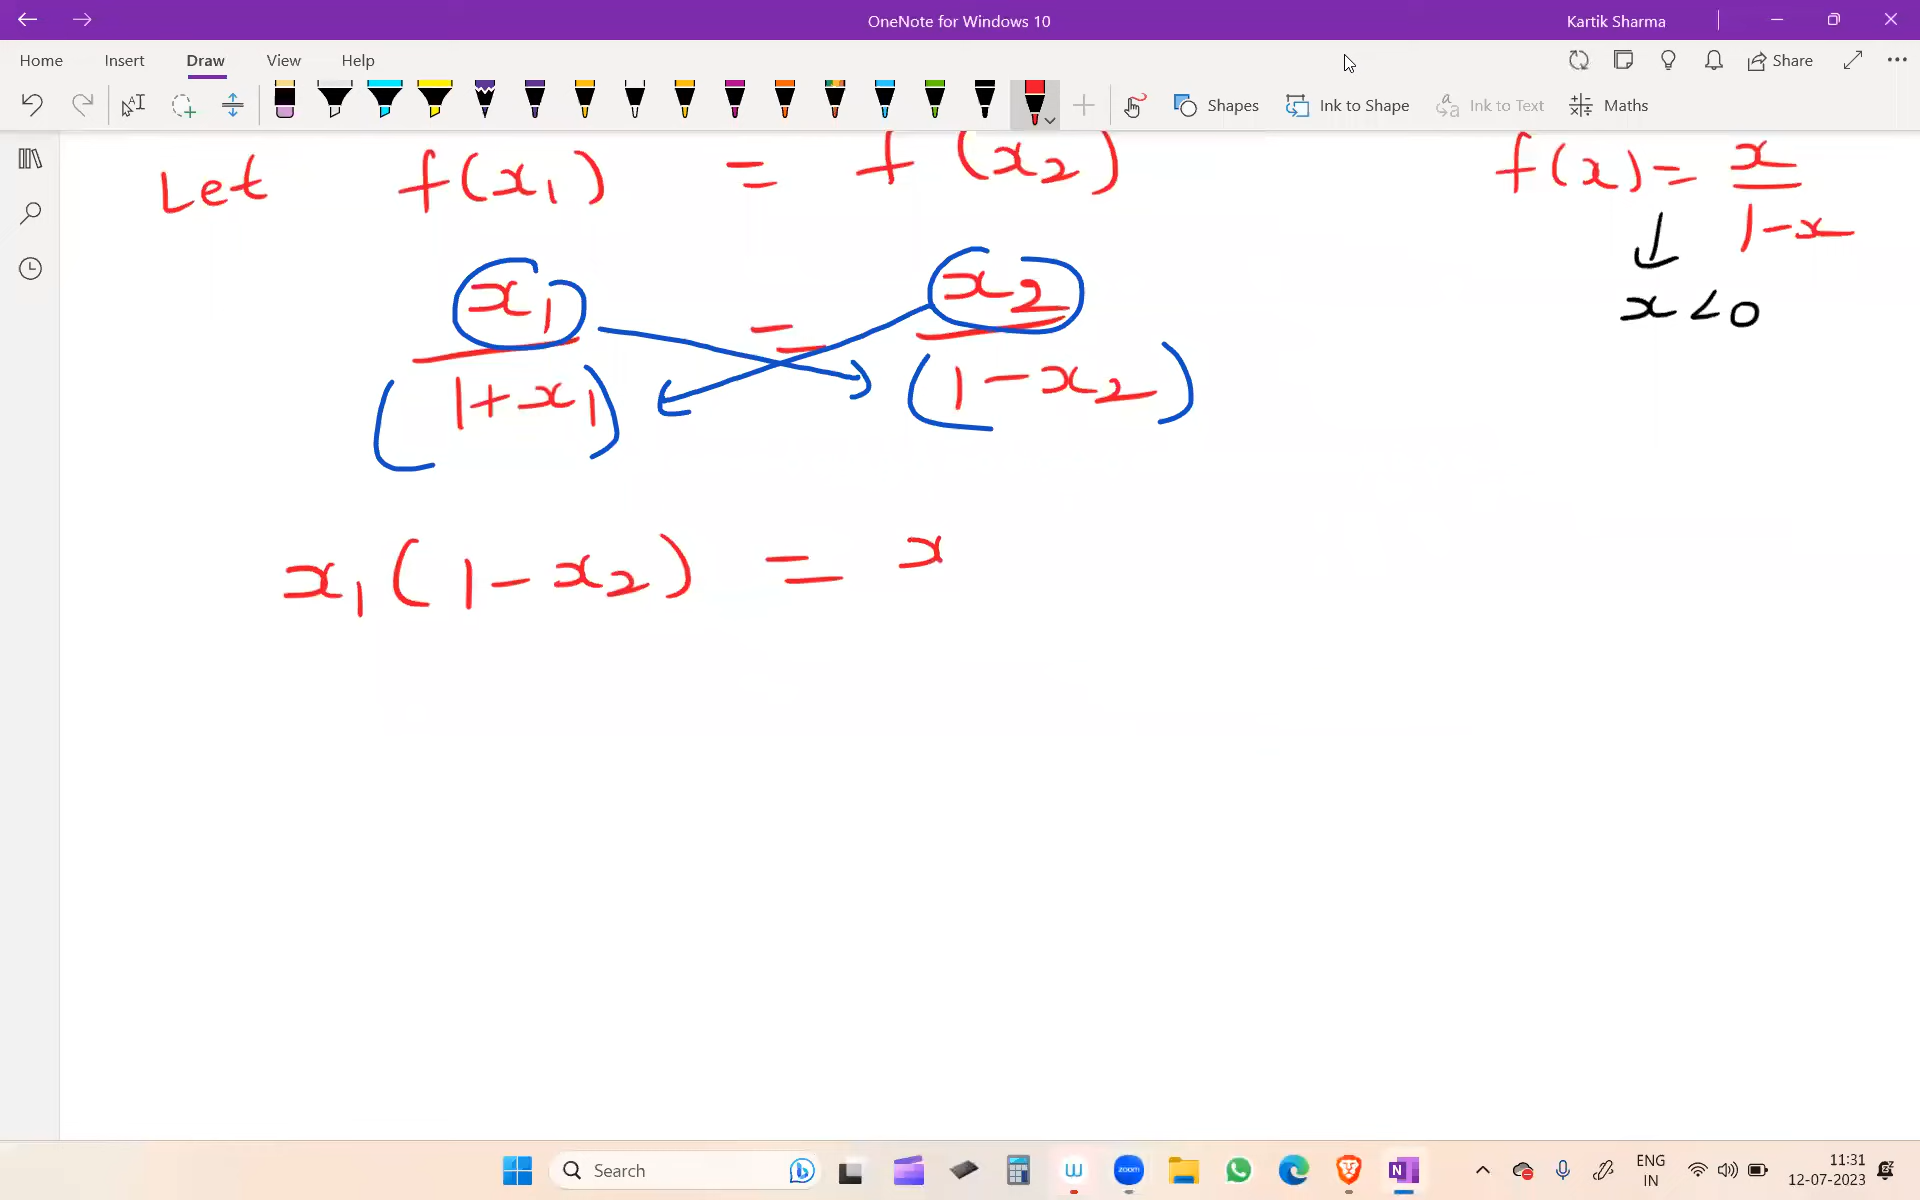 OneNote for Windows 10
Kartik Sharma
Home Insert Draw View Help
Share
Shapes Ink to Shape Ink to Text Maths
Let f(x₁) = f(x₂)
f(x) = x
1-x
x < 0
x₁ = x₂
(1+x₁) (1-x₂)
x₁(1-x₂) = x
Search
zoom
ENG
IN
11:31
12-07-2023